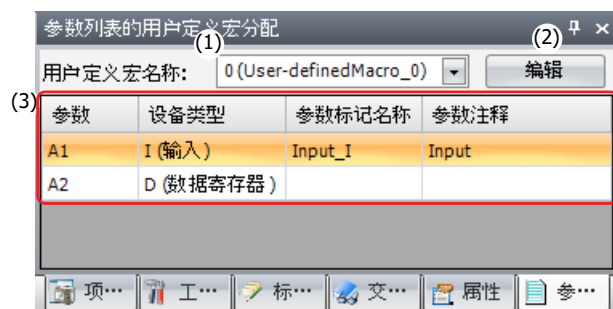 参数列表的用户定义宏分配
(1)
(2)
用户定义宏名称: 0 (User-definedMacro_0) 编辑
(3)
参数 设备类型 参数标记名称 参数注释
A1 I (输入) Input_I Input
A2 D (数据寄存器)
项… 工… 标… 交… 属性 参…